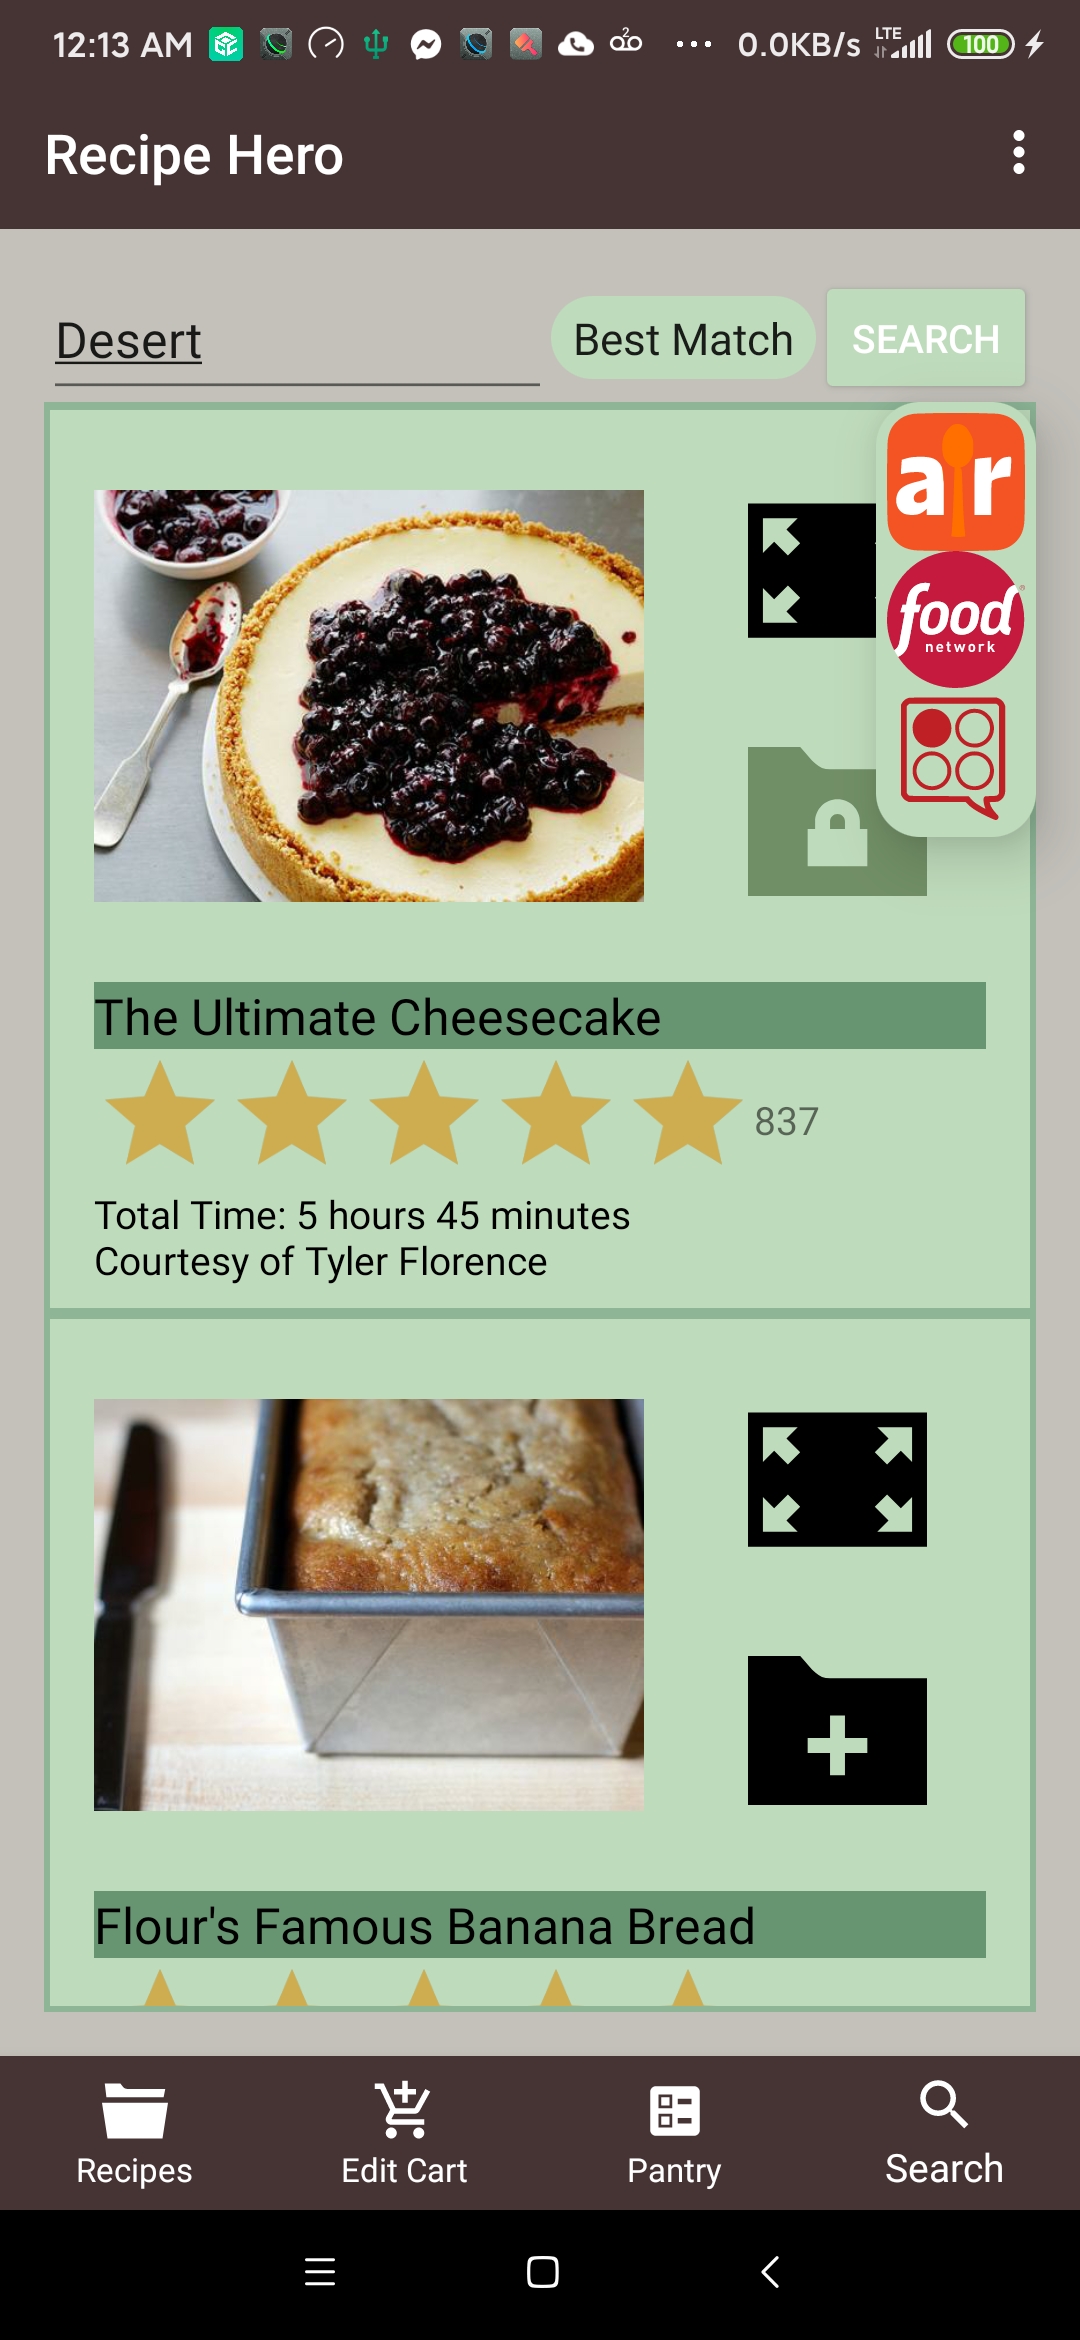 12:13 AM 2 0.0KB/s LTE 100
Recipe Hero
Desert Best Match SEARCH
ar
food
network
The Ultimate Cheesecake
837
Total Time: 5 hours 45 minutes
Courtesy of Tyler Florence
Flour's Famous Banana Bread
Recipes Edit Cart Pantry Search